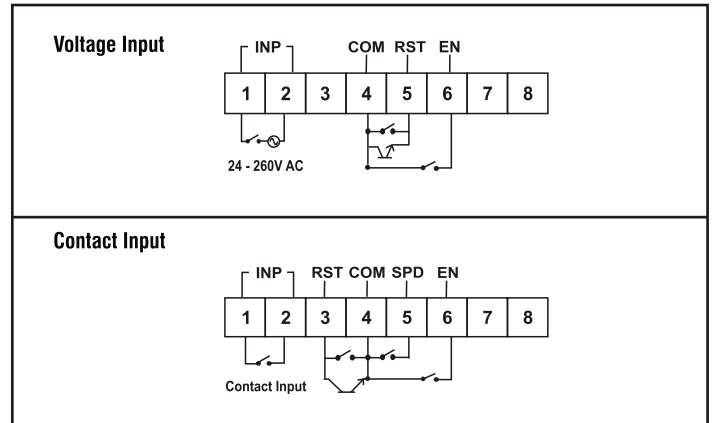 Voltage Input
INP COM RST EN
1 2 3 4 5 6 7 8
24 - 260V AC
Contact Input
INP RST COM SPD EN
1 2 3 4 5 6 7 8
Contact Input